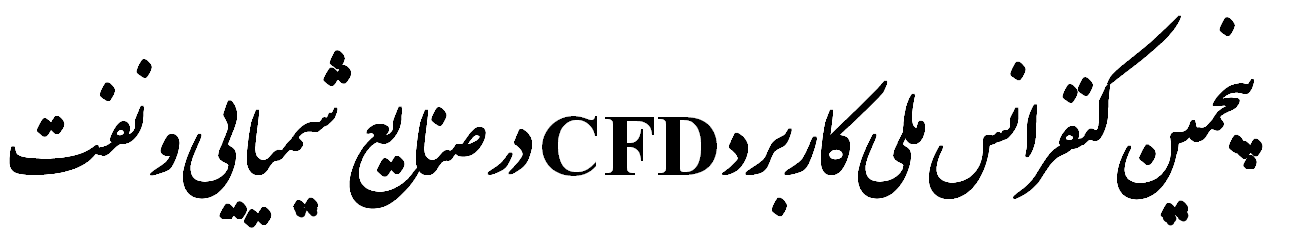 پنجمین کنفرانس ملی کاربرد CFD در صنایع شیمیایی و نفت